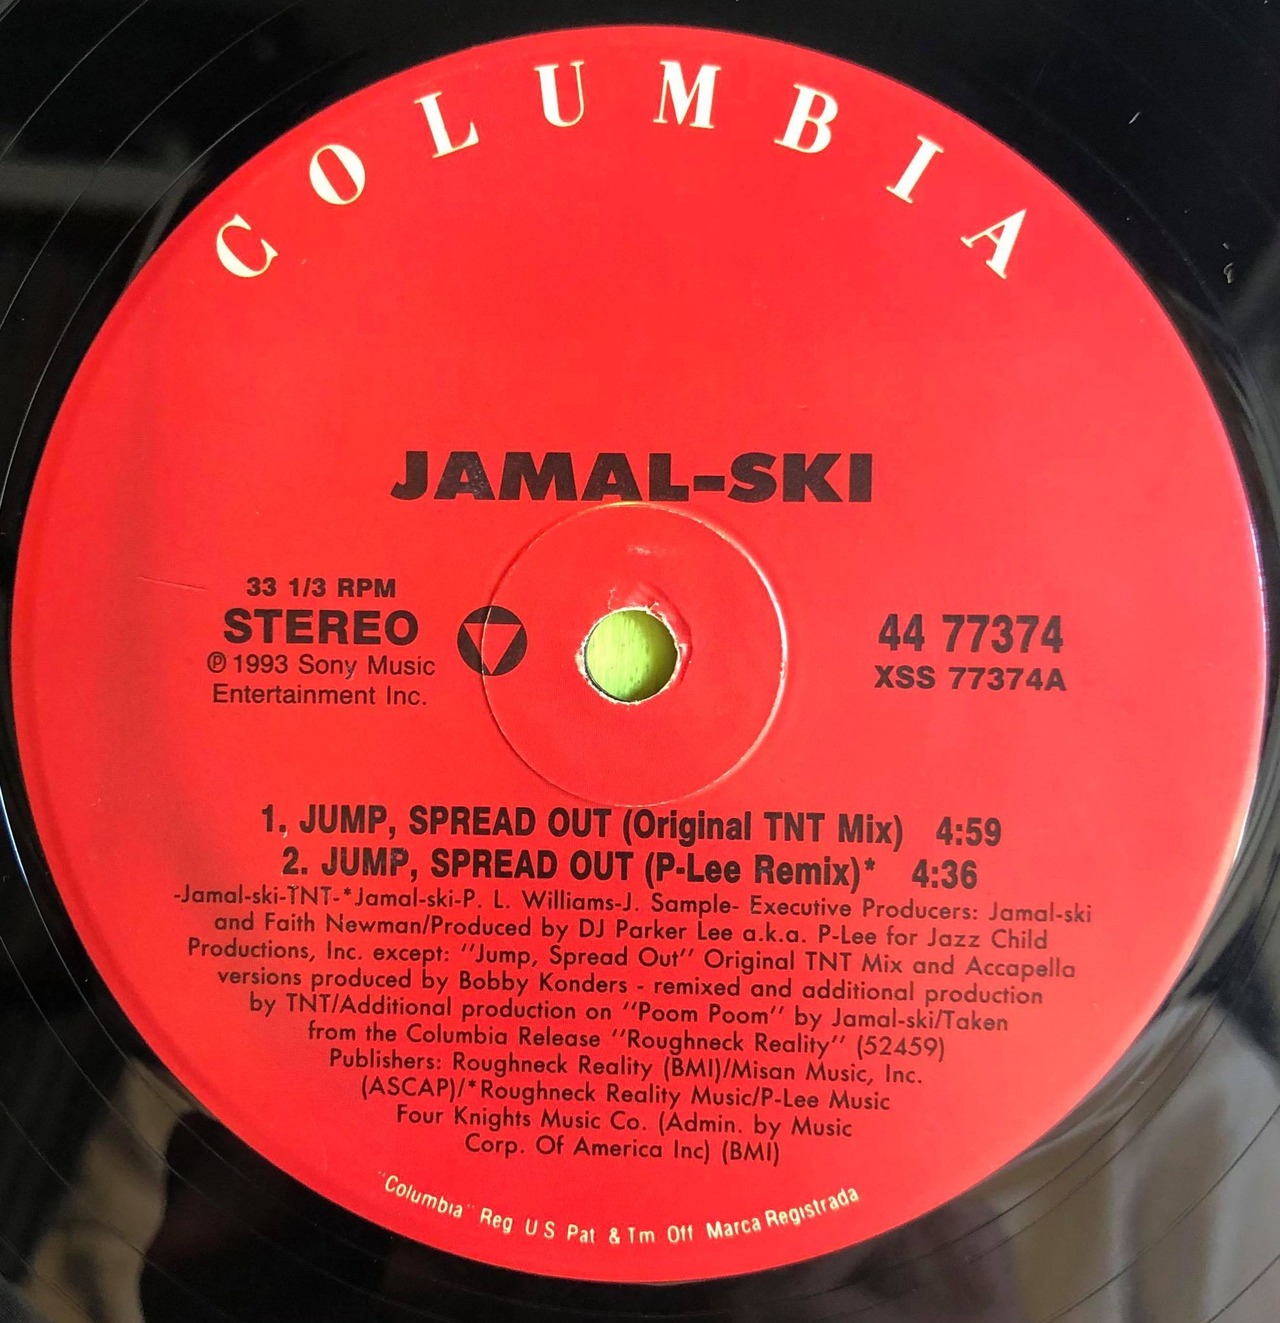 COLUMBIA
JAMAL-SKI
33 1/3 RPM
STEREO
℗ 1993 Sony Music
Entertainment Inc.
44 77374
XSS 77374A
1. JUMP, SPREAD OUT (Original TNT Mix) 4:59
2. JUMP, SPREAD OUT (P-Lee Remix)* 4:36
-Jamal-ski-TNT-*Jamal-ski-P. L. Williams-J. Sample- Executive Producers: Jamal-ski
and Faith Newman/Produced by DJ Parker Lee a.k.a. P-Lee for Jazz Child
Productions, Inc. except: "Jump, Spread Out" Original TNT Mix and Accapella
versions produced by Bobby Konders - remixed and additional production
by TNT/Additional production on "Poom Poom" by Jamal-ski/Taken
from the Columbia Release "Roughneck Reality" (52459)
Publishers: Roughneck Reality (BMI)/Misan Music, Inc.
(ASCAP)/*Roughneck Reality Music/P-Lee Music
Four Knights Music Co. (Admin. by Music
Corp. Of America Inc) (BMI)
"Columbia" Reg U S Pat & Tm Off Marca Registrada